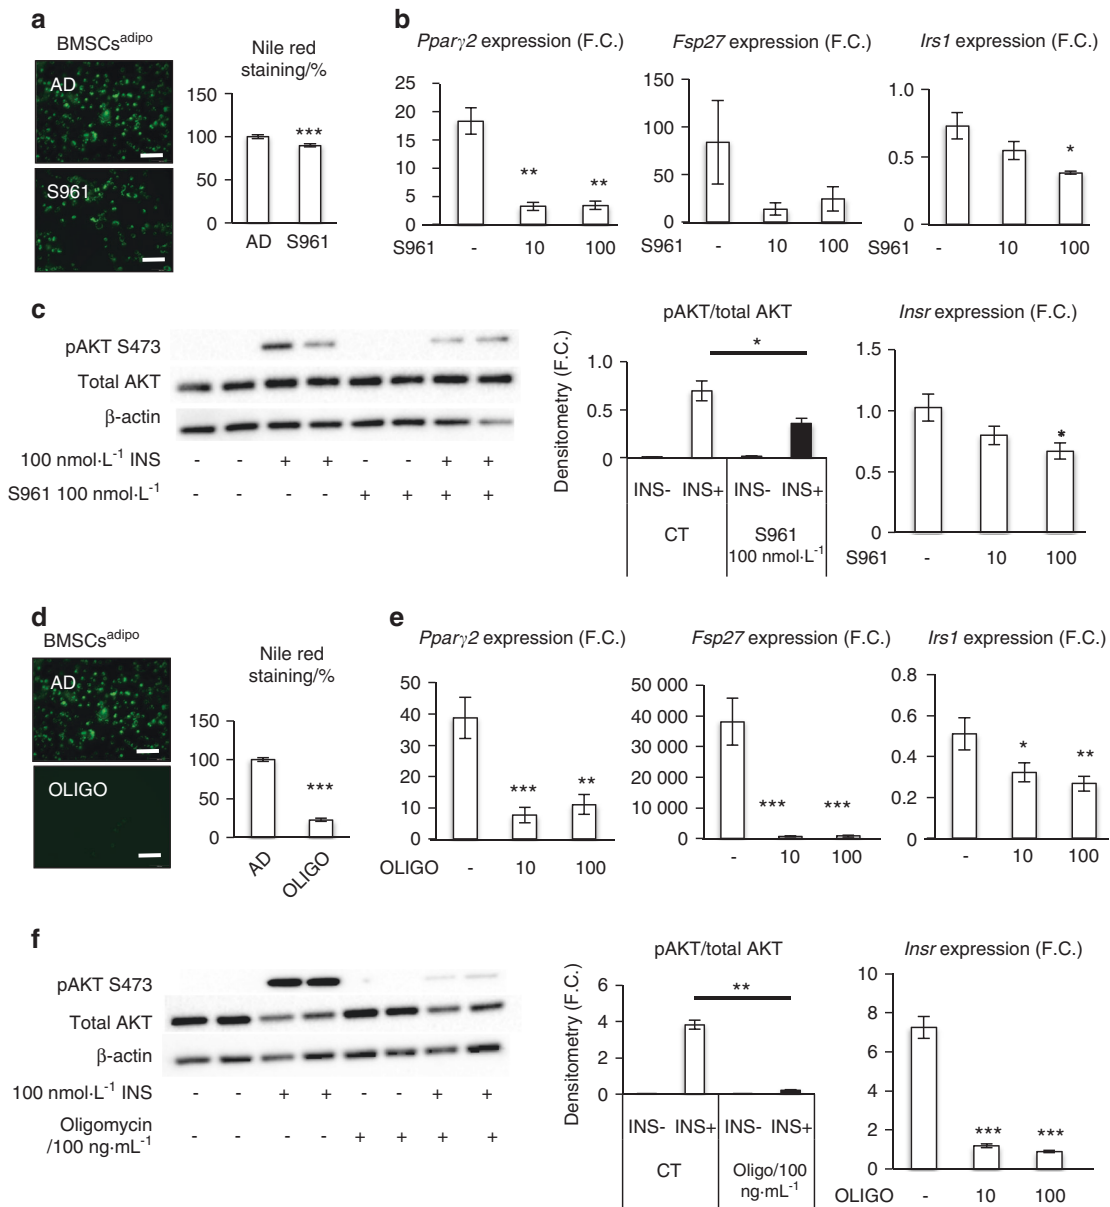 a
BMSCs^adipo
AD
S961
Nile red
staining/%
150
100
50
0
***
AD S961
b
Pparγ2 expression (F.C.)
25
20
15
10
5
0
**
**
S961 - 10 100
Fsp27 expression (F.C.)
150
100
50
0
S961 - 10 100
Irs1 expression (F.C.)
1.0
0.5
0
*
S961 - 10 100
c
pAKT S473
Total AKT
β-actin
100 nmol·L⁻¹ INS - - + + - - + +
S961 100 nmol·L⁻¹ - - - - + + + +
pAKT/total AKT
Densitometry (F.C.)
1.0
0.5
0
*
INS- INS+ INS- INS+
CT
S961
100 nmol·L⁻¹
Insr expression (F.C.)
1.5
1.0
0.5
0
*
S961 - 10 100
d
BMSCs^adipo
AD
OLIGO
Nile red
staining/%
150
100
50
0
***
AD OLIGO
e
Pparγ2 expression (F.C.)
50
40
30
20
10
0
***
**
OLIGO - 10 100
Fsp27 expression (F.C.)
50 000
40 000
30 000
20 000
10 000
0
***
***
- 10 100
Irs1 expression (F.C.)
0.8
0.6
0.4
0.2
0
*
**
- 10 100
f
pAKT S473
Total AKT
β-actin
100 nmol·L⁻¹ INS - - + + - - + +
Oligomycin
/100 ng·mL⁻¹ - - - - + + + +
pAKT/total AKT
Densitometry (F.C.)
6
4
2
0
**
INS- INS+ INS- INS+
CT
Oligo/100
ng·mL⁻¹
Insr expression (F.C.)
10
8
6
4
2
0
***
***
OLIGO - 10 100